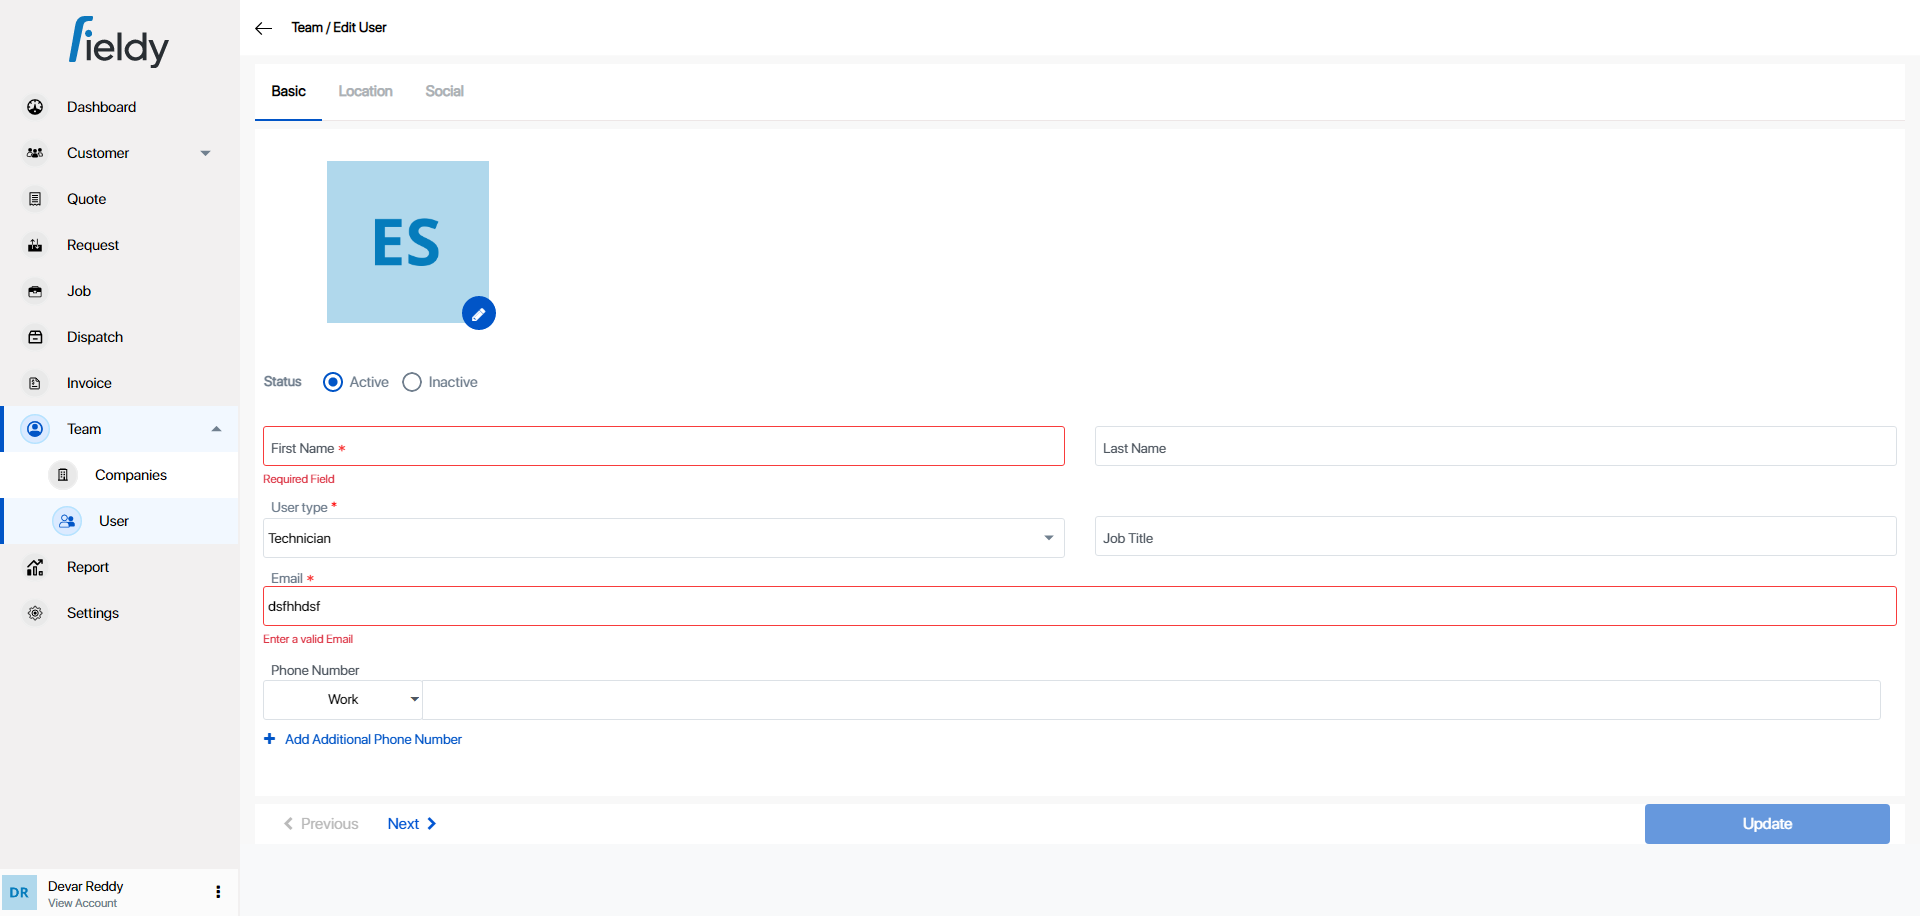 fieldy
Dashboard
Customer
Quote
Request
Job
Dispatch
Invoice
Team
Companies
User
Report
Settings
DR
Devar Reddy
View Account
Team / Edit User
Basic Location Social
ES
Status Active Inactive
First Name *
Last Name
Required Field
User type *
Technician
Job Title
Email *
dsfhhdsf
Enter a valid Email
Phone Number
Work
+ Add Additional Phone Number
Previous Next
Update